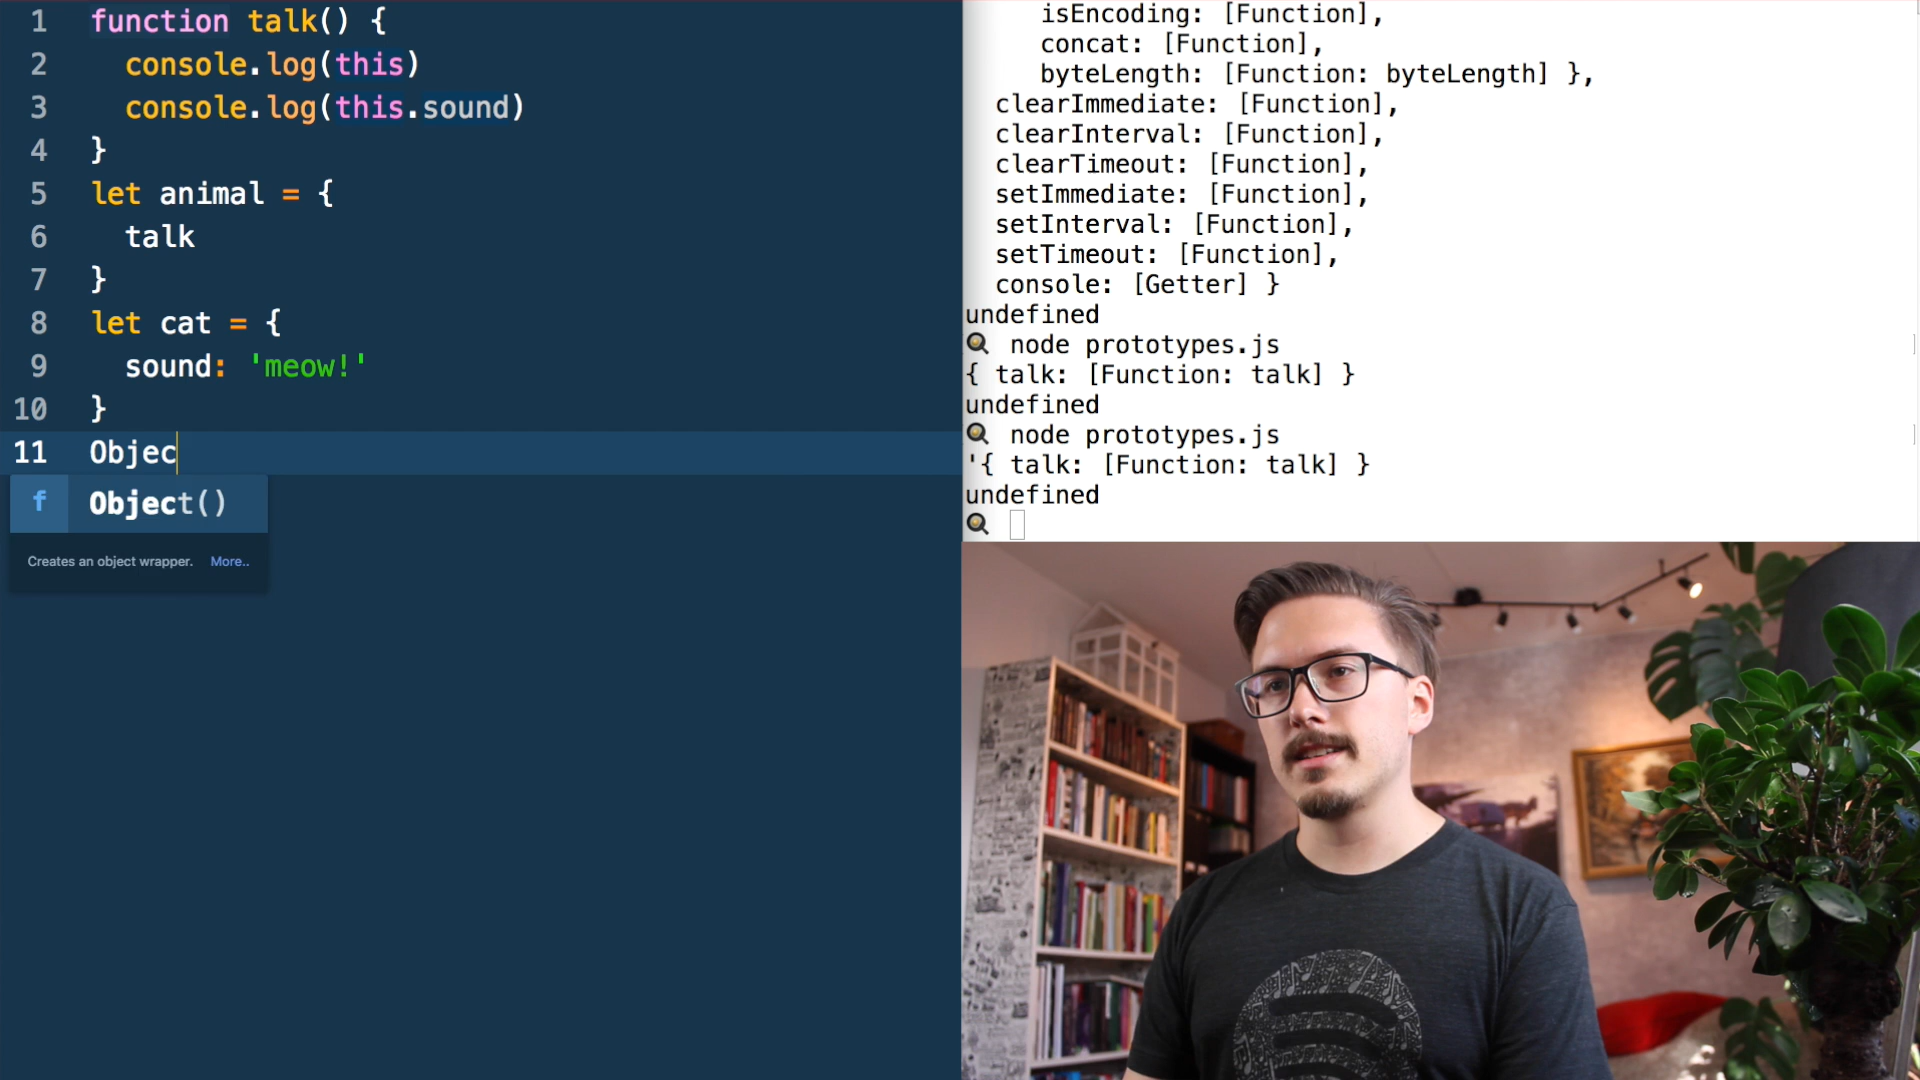 1 function talk() {
2 console.log(this)
3 console.log(this.sound)
4 }
5 let animal = {
6 talk
7 }
8 let cat = {
9 sound: 'meow!'
10 }
11 Objec
f Object()
Creates an object wrapper. More..
isEncoding: [Function],
concat: [Function],
byteLength: [Function: byteLength] },
clearImmediate: [Function],
clearInterval: [Function],
clearTimeout: [Function],
setImmediate: [Function],
setInterval: [Function],
setTimeout: [Function],
console: [Getter] }
undefined
node prototypes.js
{ talk: [Function: talk] }
undefined
node prototypes.js
'{ talk: [Function: talk] }
undefined